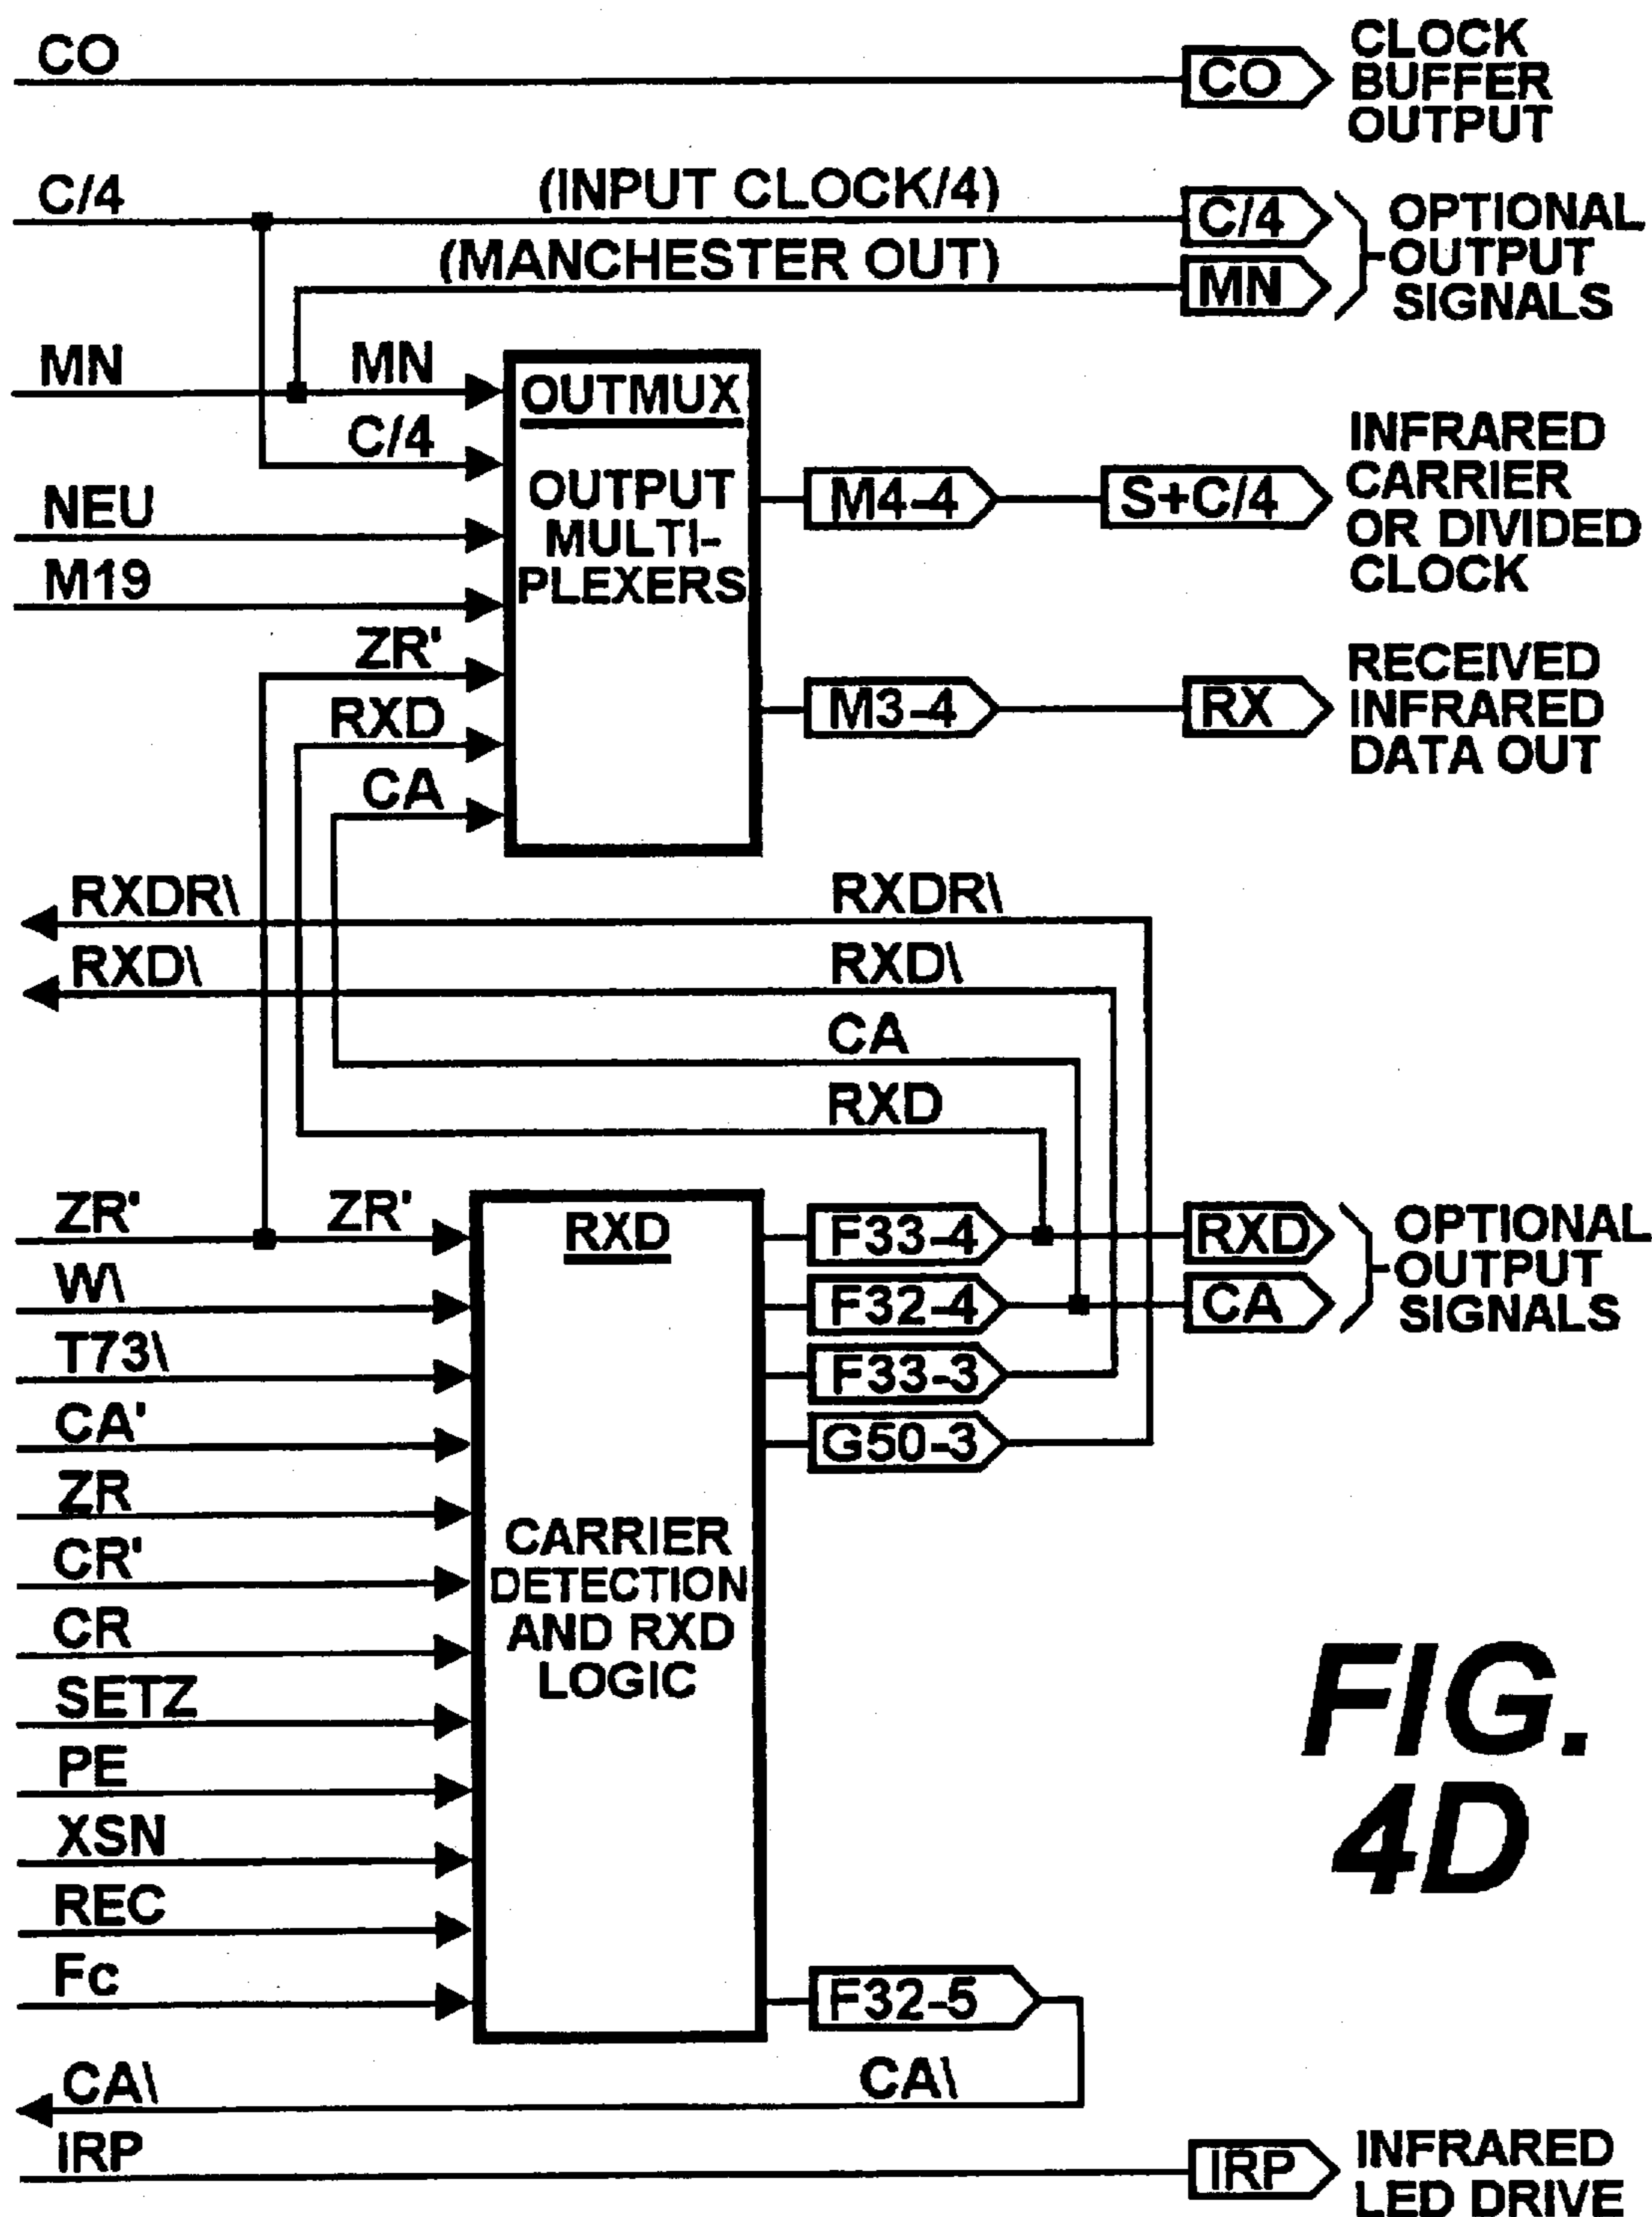 CO
CO
CLOCK
BUFFER
OUTPUT
C/4
(INPUT CLOCK/4)
C/4
(MANCHESTER OUT)
MN
OPTIONAL
OUTPUT
SIGNALS
MN
MN
C/4
NEU
M19
ZR'
RXD
CA
OUTMUX
OUTPUT
MULTI-
PLEXERS
M4-4
S+C/4
INFRARED
CARRIER
OR DIVIDED
CLOCK
M3-4
RX
RECEIVED
INFRARED
DATA OUT
RXDR\
RXDR\
RXD\
RXD\
CA
RXD
ZR'
ZR'
W\
T73\
CA'
ZR
CR'
CR
SETZ
PE
XSN
REC
Fc
RXD
CARRIER
DETECTION
AND RXD
LOGIC
F33-4
F32-4
F33-3
G50-3
RXD
CA
OPTIONAL
OUTPUT
SIGNALS
F32-5
CA\
CA\
IRP
IRP
INFRARED
LED DRIVE
FIG.
4D